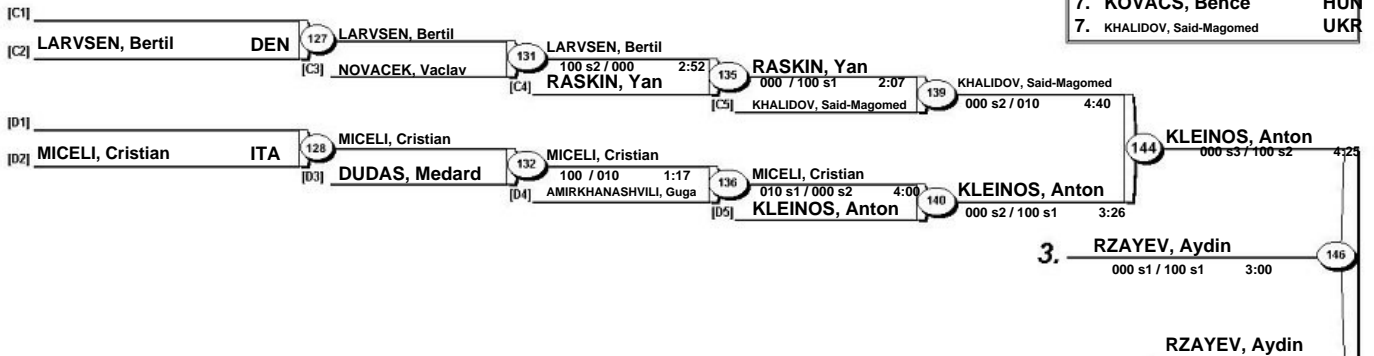 7. KOVACS, Bence HUN
7. KHALIDOV, Said-Magomed UKR
[C1]
[C2] LARVSEN, Bertil DEN 127 LARVSEN, Bertil
[C3] NOVACEK, Vaclav 131 LARVSEN, Bertil
100 s2 / 000 2:52
[C4] RASKIN, Yan 135 RASKIN, Yan
000 / 100 s1 2:07
[C5] KHALIDOV, Said-Magomed 139 KHALIDOV, Said-Magomed
000 s2 / 010 4:40
[D1]
[D2] MICELI, Cristian ITA 128 MICELI, Cristian
[D3] DUDAS, Medard 132 MICELI, Cristian
100 / 010 1:17
[D4] AMIRKHANASHVILI, Guga 136 MICELI, Cristian
010 s1 / 000 s2 4:00
[D5] KLEINOS, Anton 140 KLEINOS, Anton
000 s2 / 100 s1 3:26
144 KLEINOS, Anton
000 s3 / 100 s2 4:25
3. RZAYEV, Aydin 146
000 s1 / 100 s1 3:00
RZAYEV, Aydin